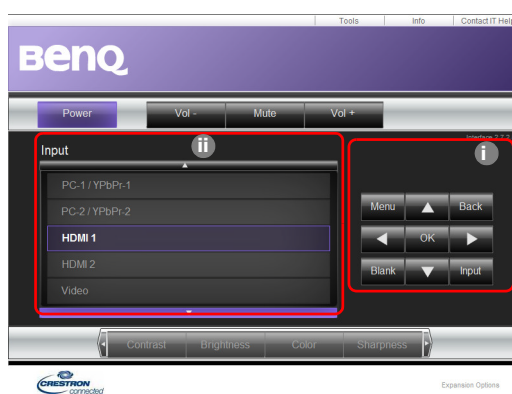 Tools Info Contact IT Help
BenQ
Power Vol - Mute Vol +
Interface 2.7.2
ii
i
Input
PC-1 / YPbPr-1
PC-2 / YPbPr-2
HDMI 1
HDMI 2
Video
Menu Back
OK
Blank Input
Contrast Brightness Color Sharpness
CRESTRON
connected
Expansion Options